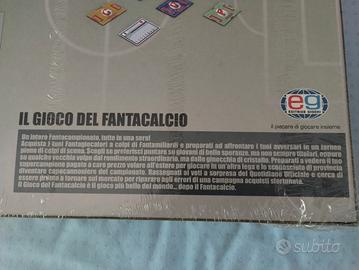 eg
EDITRICE GIOCHI
il piacere di giocare insieme
IL GIOCO DEL FANTACALCIO
Un intero Fantacampionato, tutto in una sera!
Acquista i tuoi Fantagiocatori a colpi di Fantamiliardi e preparati ad affrontare i tuoi avversari in un torneo
pieno di colpi di scena. Scegli tu se preferisci puntare su giovani di belle speranze, ma non sempre titolari, oppure
su qualche vecchia volpe dal rendimento straordinario, ma dalle ginocchia di cristallo. Preparati a vedere il tuo
supercampione pagato a caro prezzo volare all'estero per giocare in un'altra lega e lo sconosciuto di provincia
diventare capocannoniere del campionato. Rassegnati ai voti a sorpresa del Quotidiano Ufficiale e cerca di
essere pronto a tornare sul mercato per riparare agli errori di una campagna acquisti sfortunata.
Il Gioco del Fantacalcio è il gioco più bello del mondo... dopo il Fantacalcio.
subito